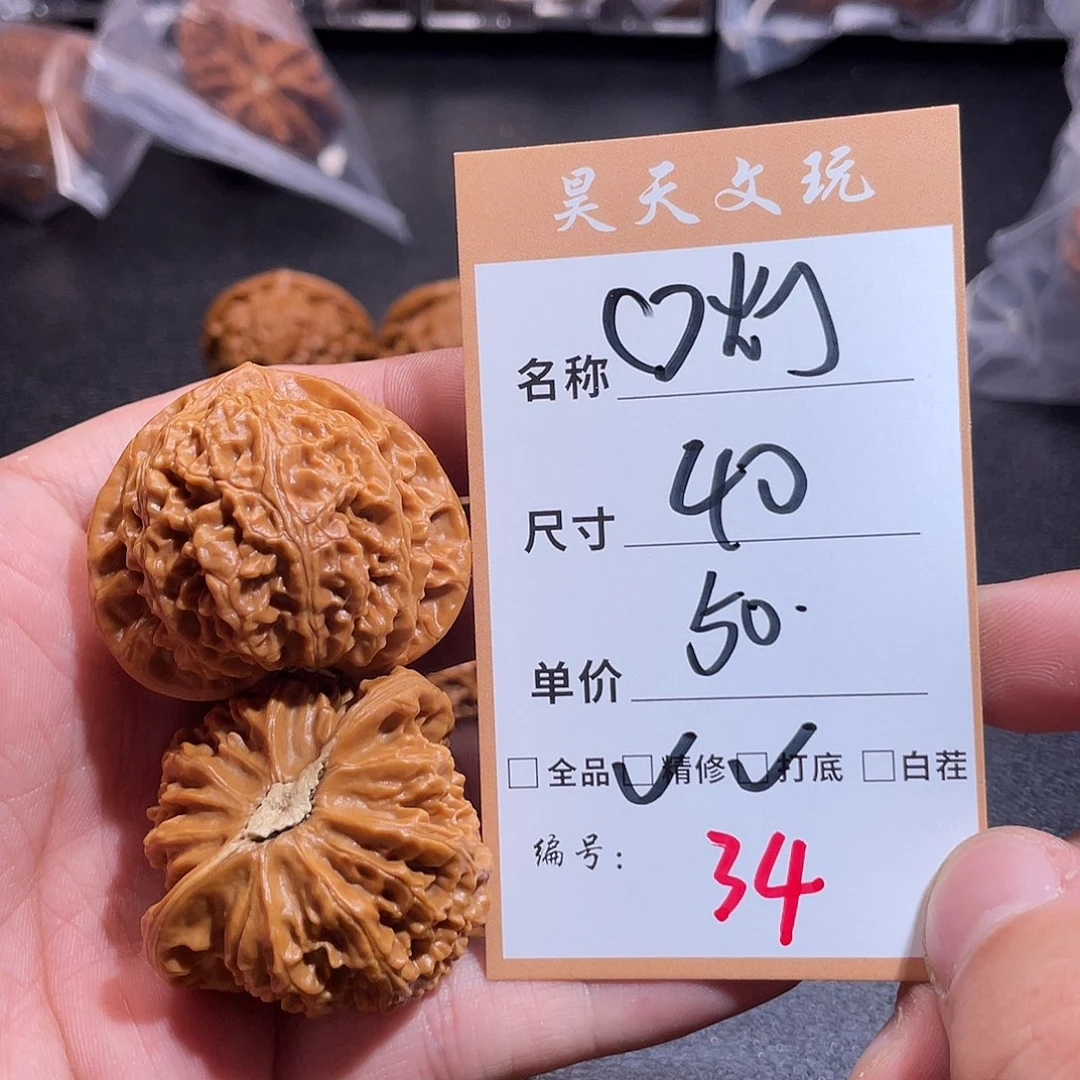 昊天文玩
名称 ♡灯
尺寸 40
单价 50.
□全品 ☑精修 ☑打底 □白茬
编号: 34